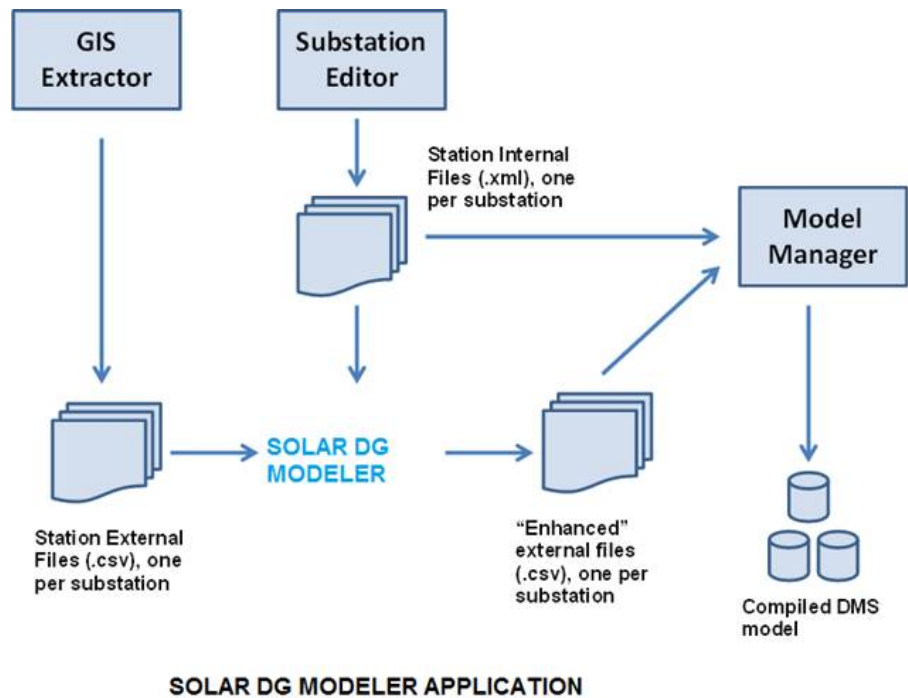 GIS
Extractor
Substation
Editor
Station Internal
Files (.xml), one
per substation
Model
Manager
SOLAR DG
MODELER
Station External
Files (.csv), one
per substation
“Enhanced”
external files
(.csv), one per
substation
Compiled DMS
model
SOLAR DG MODELER APPLICATION